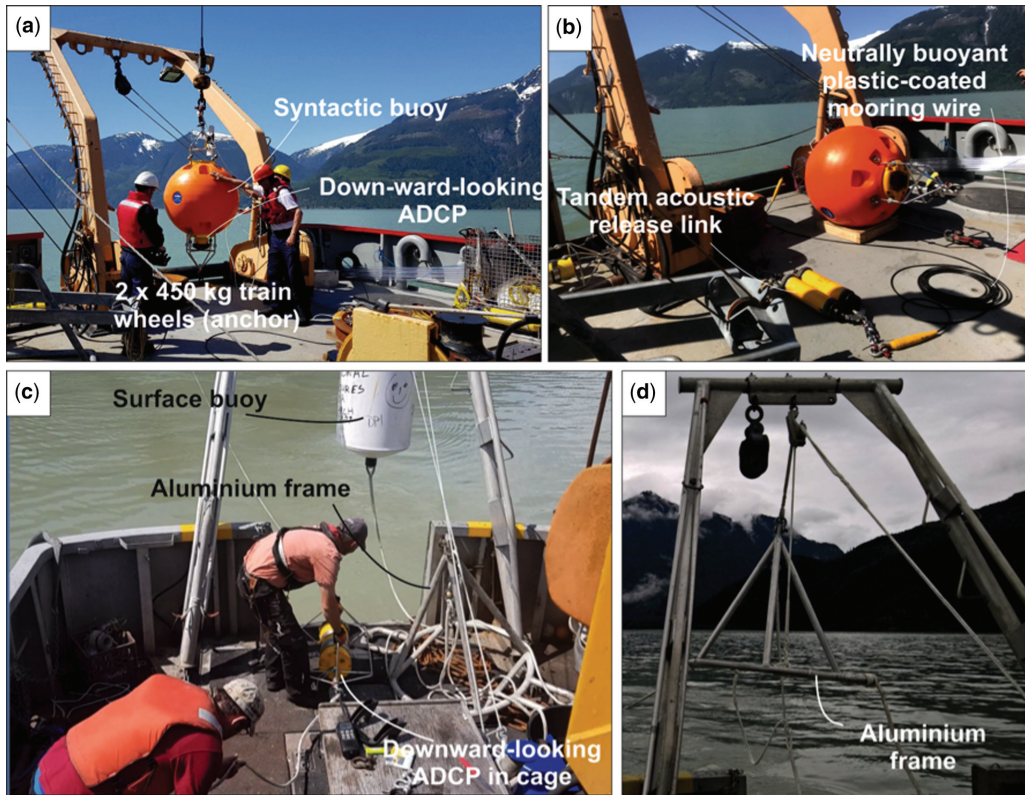 (a)
Syntactic buoy
Down-ward-looking
ADCP
2 x 450 kg train
wheels (anchor)
(b)
Neutrally buoyant
plastic-coated
mooring wire
Tandem acoustic
release link
(c)
Surface buoy
Aluminium frame
Downward-looking
ADCP in cage
(d)
Aluminium
frame